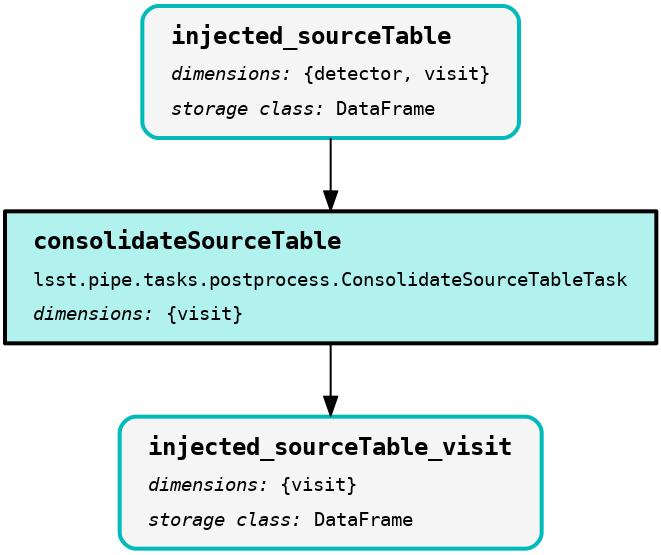 injected_sourceTable
dimensions: {detector, visit}
storage class: DataFrame
consolidateSourceTable
lsst.pipe.tasks.postprocess.ConsolidateSourceTableTask
dimensions: {visit}
injected_sourceTable_visit
dimensions: {visit}
storage class: DataFrame